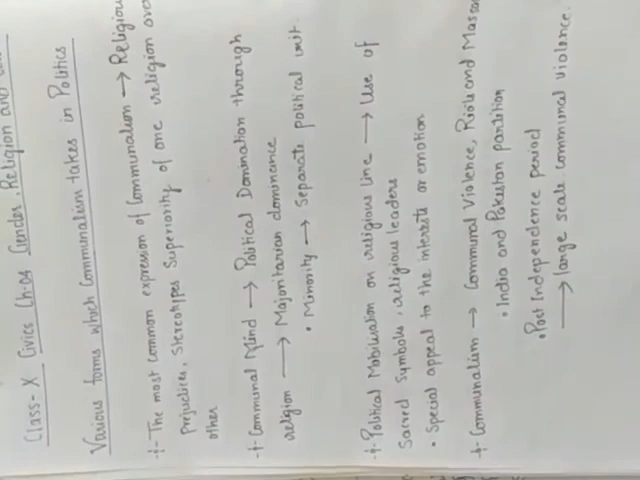 Class-X Civics Ch-04 Gender, Religion and
Various forms which Communalism takes in Politics
The most common expression of Communalism → Religious
Prejudices, Stereotypes Superiority of one religion over
other
Communal Mind → Political Domination through
religion → Majoritarian dominance
• Minority → Separate political unit.
Political Mobilisation on religious line → Use of
Sacred Symbols, religious leaders
• Special appeal to the interests or emotion
Communalism → Communal Violence, Riots and
• India and Pakistan partition
• Post Independence period
→ large scale communal violence.